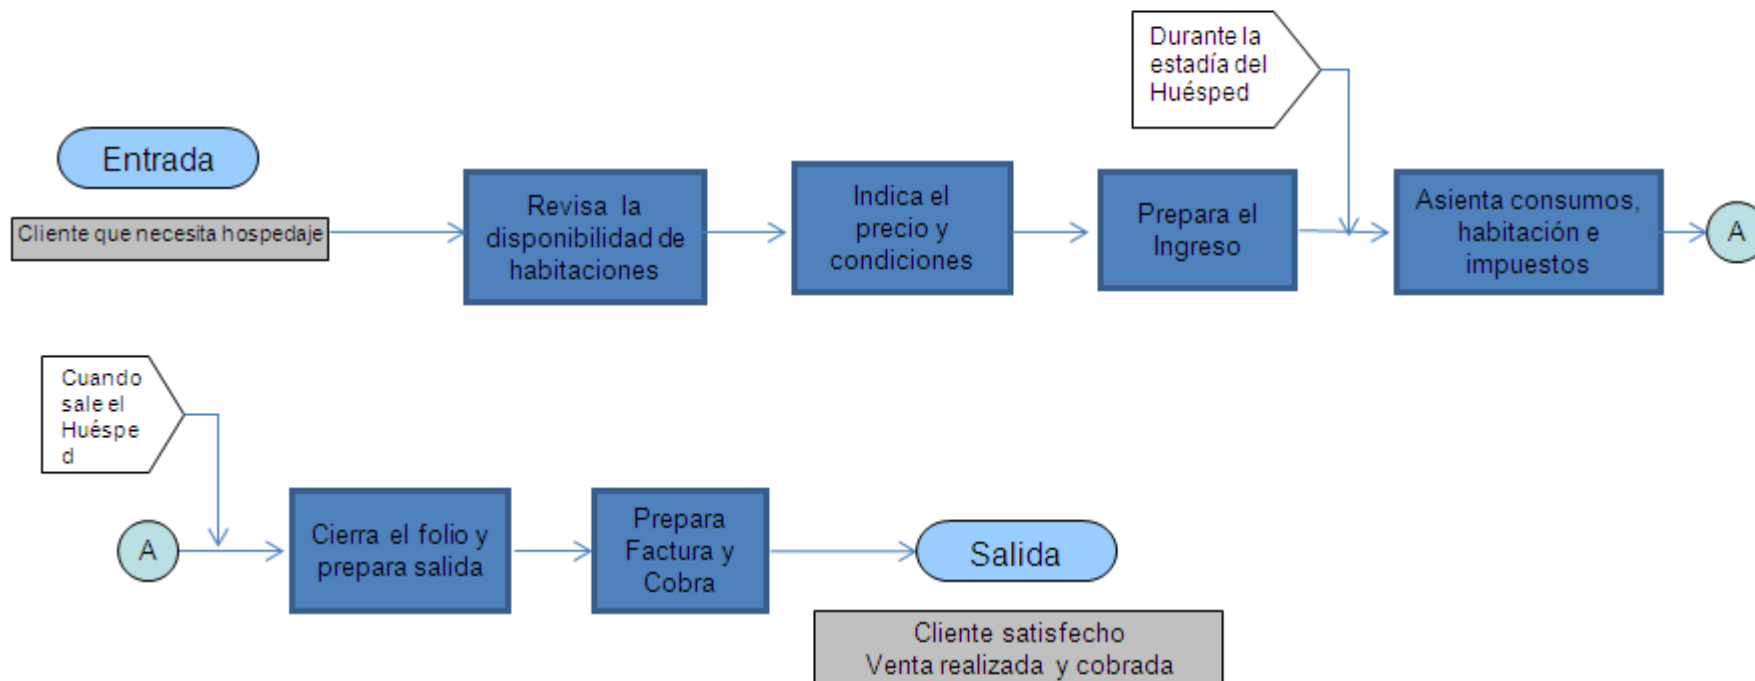 Durante la
estadía del
Huésped
Entrada
Cliente que necesita hospedaje
Revisa la
disponibilidad de
habitaciones
Indica el
precio y
condiciones
Prepara el
Ingreso
Asienta consumos,
habitación e
impuestos
A
Cuando
sale el
Huéspe
d
A
Cierra el folio y
prepara salida
Prepara
Factura y
Cobra
Salida
Cliente satisfecho
Venta realizada y cobrada